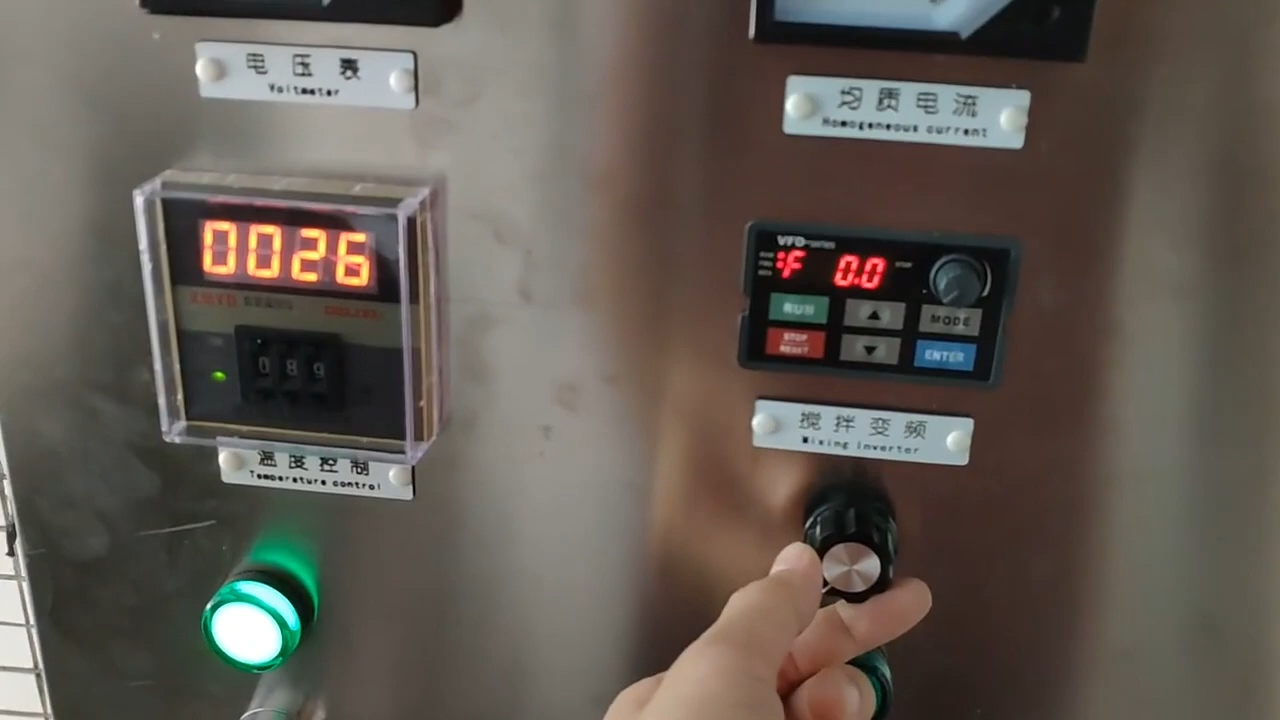 电压表
Voltmeter
均质电流
Homogeneous current
0026
089
温度控制
Temperature control
VFD-series
:F 0.0
RUN
▲
MODE
STOP
RESET
▼
ENTER
搅拌变频
Mixing inverter